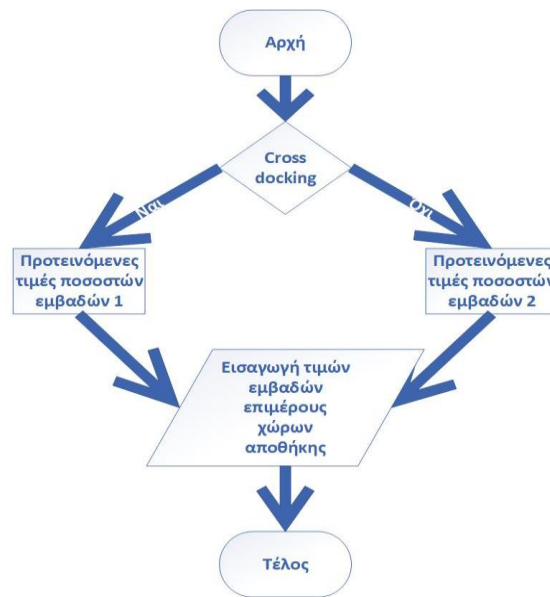 Αρχή
Cross
docking
Ναι
Όχι
Προτεινόμενες
τιμές ποσοστών
εμβαδών 1
Προτεινόμενες
τιμές ποσοστών
εμβαδών 2
Εισαγωγή τιμών
εμβαδών
επιμέρους
χώρων
αποθήκης
Τέλος